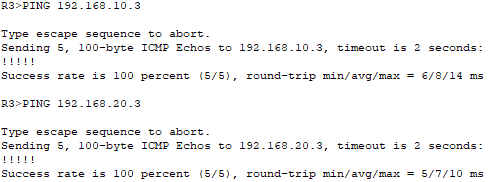 R3>PING 192.168.10.3
Type escape sequence to abort.
Sending 5, 100-byte ICMP Echos to 192.168.10.3, timeout is 2 seconds:
!!!!!
Success rate is 100 percent (5/5), round-trip min/avg/max = 6/8/14 ms
R3>PING 192.168.20.3
Type escape sequence to abort.
Sending 5, 100-byte ICMP Echos to 192.168.20.3, timeout is 2 seconds:
!!!!!
Success rate is 100 percent (5/5), round-trip min/avg/max = 5/7/10 ms